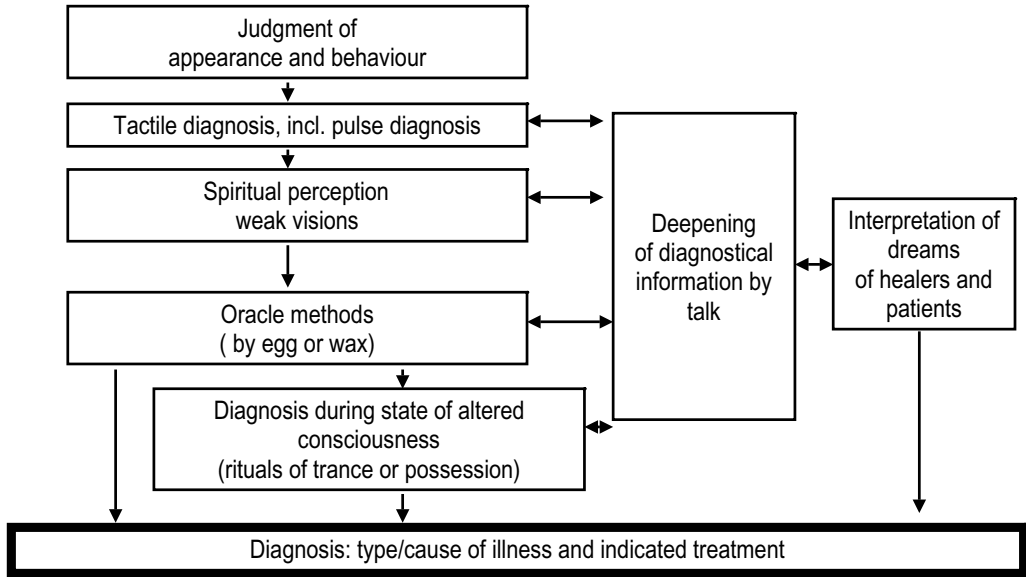 Judgment of
appearance and behaviour
Tactile diagnosis, incl. pulse diagnosis
Spiritual perception
weak visions
Oracle methods
( by egg or wax)
Diagnosis during state of altered
consciousness
(rituals of trance or possession)
Deepening
of diagnostical
information by
talk
Interpretation of
dreams
of healers and
patients
Diagnosis: type/cause of illness and indicated treatment